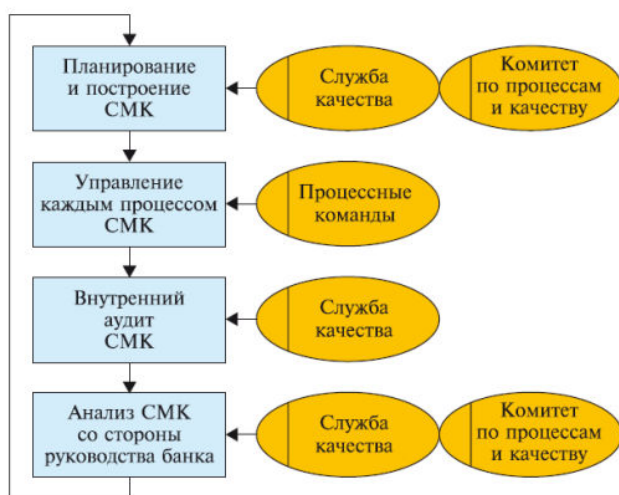 Планирование
и построение
СМК
Служба
качества
Комитет
по процессам
и качеству
Управление
каждым процессом
СМК
Процессные
команды
Внутренний
аудит
СМК
Служба
качества
Анализ СМК
со стороны
руководства банка
Служба
качества
Комитет
по процессам
и качеству